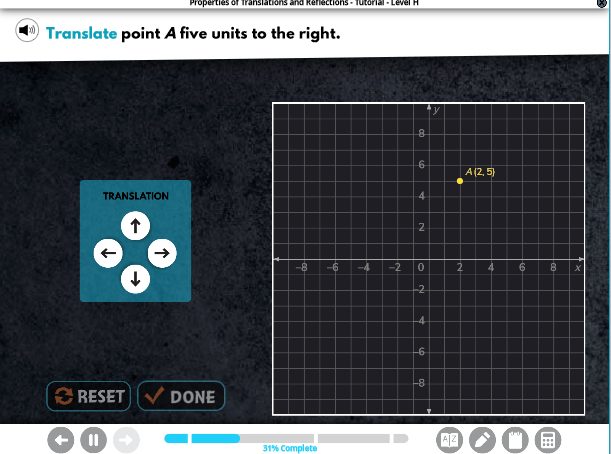 Properties of Translations and Reflections - Tutorial - Level H
Translate point A five units to the right.
TRANSLATION
y
8
6
A (2, 5)
4
2
−8 −6 −4 −2 0 2 4 6 8 x
−2
−4
−6
−8
RESET DONE
31% Complete
A Z